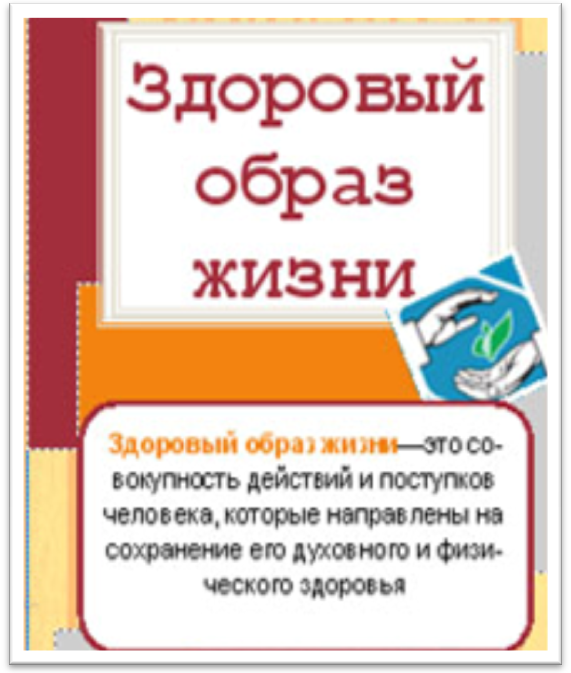 Здоровый
образ
жизни
Здоровый образ жизни—это со-
вокупность действий и поступков
человека, которые направлены на
сохранение его духовного и физи-
ческого здоровья